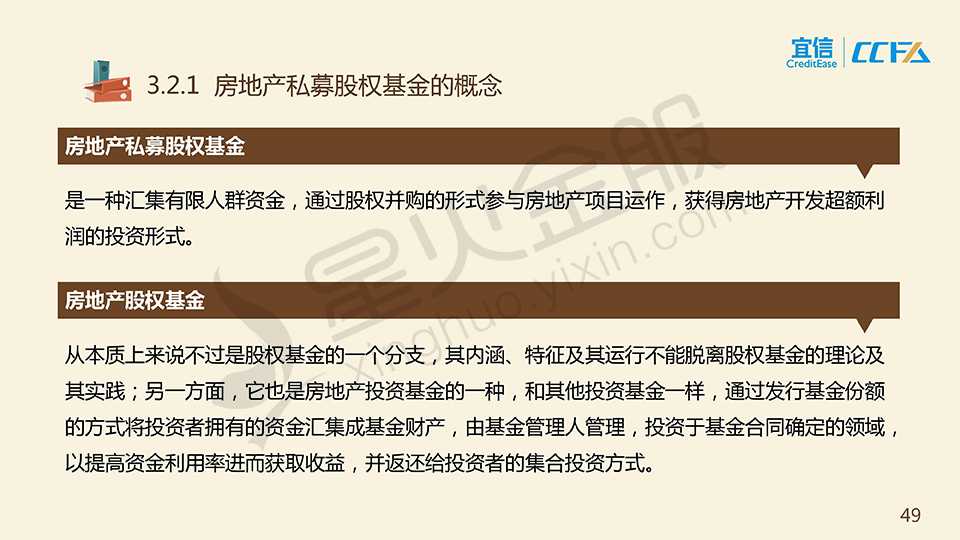 宜信
CreditEase
CCFA
3.2.1 房地产私募股权基金的概念
房地产私募股权基金
是一种汇集有限人群资金，通过股权并购的形式参与房地产项目运作，获得房地产开发超额利
润的投资形式。
房地产股权基金
从本质上来说不过是股权基金的一个分支，其内涵、特征及其运行不能脱离股权基金的理论及
其实践；另一方面，它也是房地产投资基金的一种，和其他投资基金一样，通过发行基金份额
的方式将投资者拥有的资金汇集成基金财产，由基金管理人管理，投资于基金合同确定的领域，
以提高资金利用率进而获取收益，并返还给投资者的集合投资方式。
星火金服
xinghuo.yixin.com
49